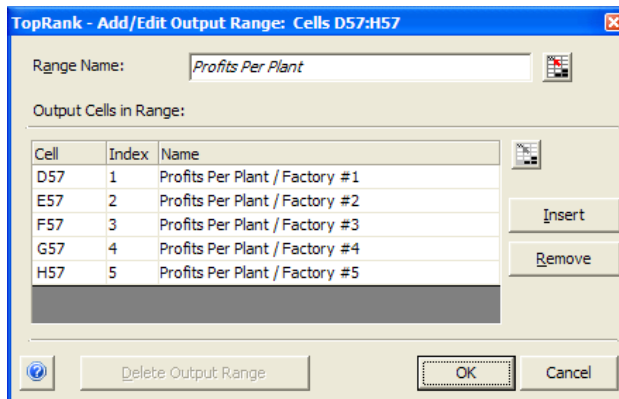 TopRank - Add/Edit Output Range: Cells D57:H57
Range Name: Profits Per Plant
Output Cells in Range:
Cell Index Name
D57 1 Profits Per Plant / Factory #1
E57 2 Profits Per Plant / Factory #2
F57 3 Profits Per Plant / Factory #3
G57 4 Profits Per Plant / Factory #4
H57 5 Profits Per Plant / Factory #5
Insert
Remove
Delete Output Range OK Cancel